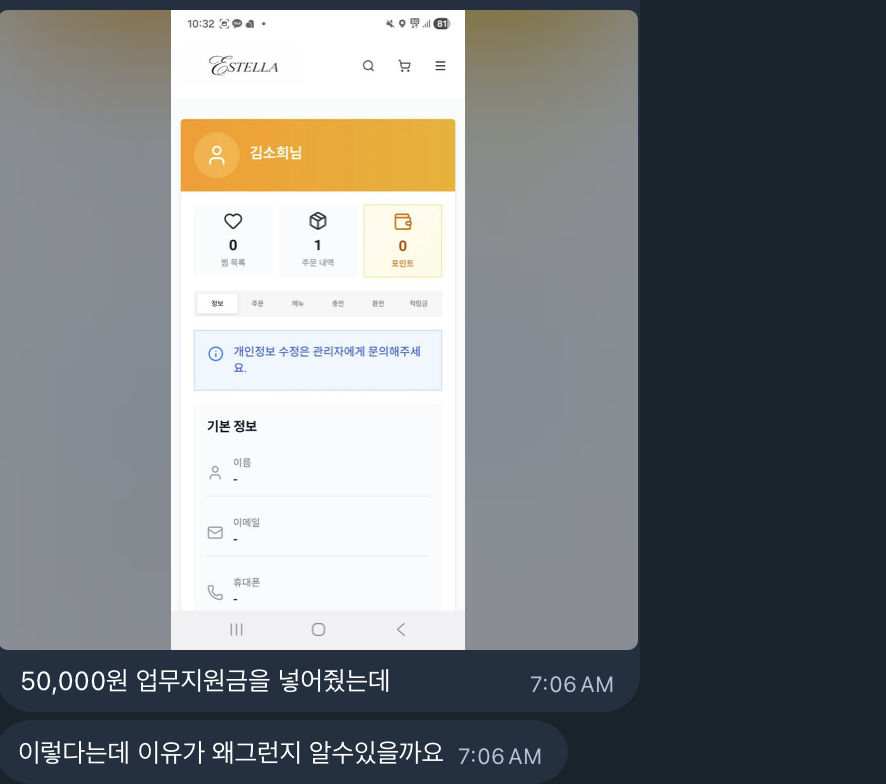 10:32
81
ESTELLA
김소희님
0
찜 목록
1
주문 내역
0
포인트
정보 주문 메뉴 충전 환전 적립금
개인정보 수정은 관리자에게 문의해주세
요.
기본 정보
이름
-
이메일
-
휴대폰
-
50,000원 업무지원금을 넣어줬는데 7:06 AM
이렇다는데 이유가 왜그런지 알수있을까요 7:06 AM